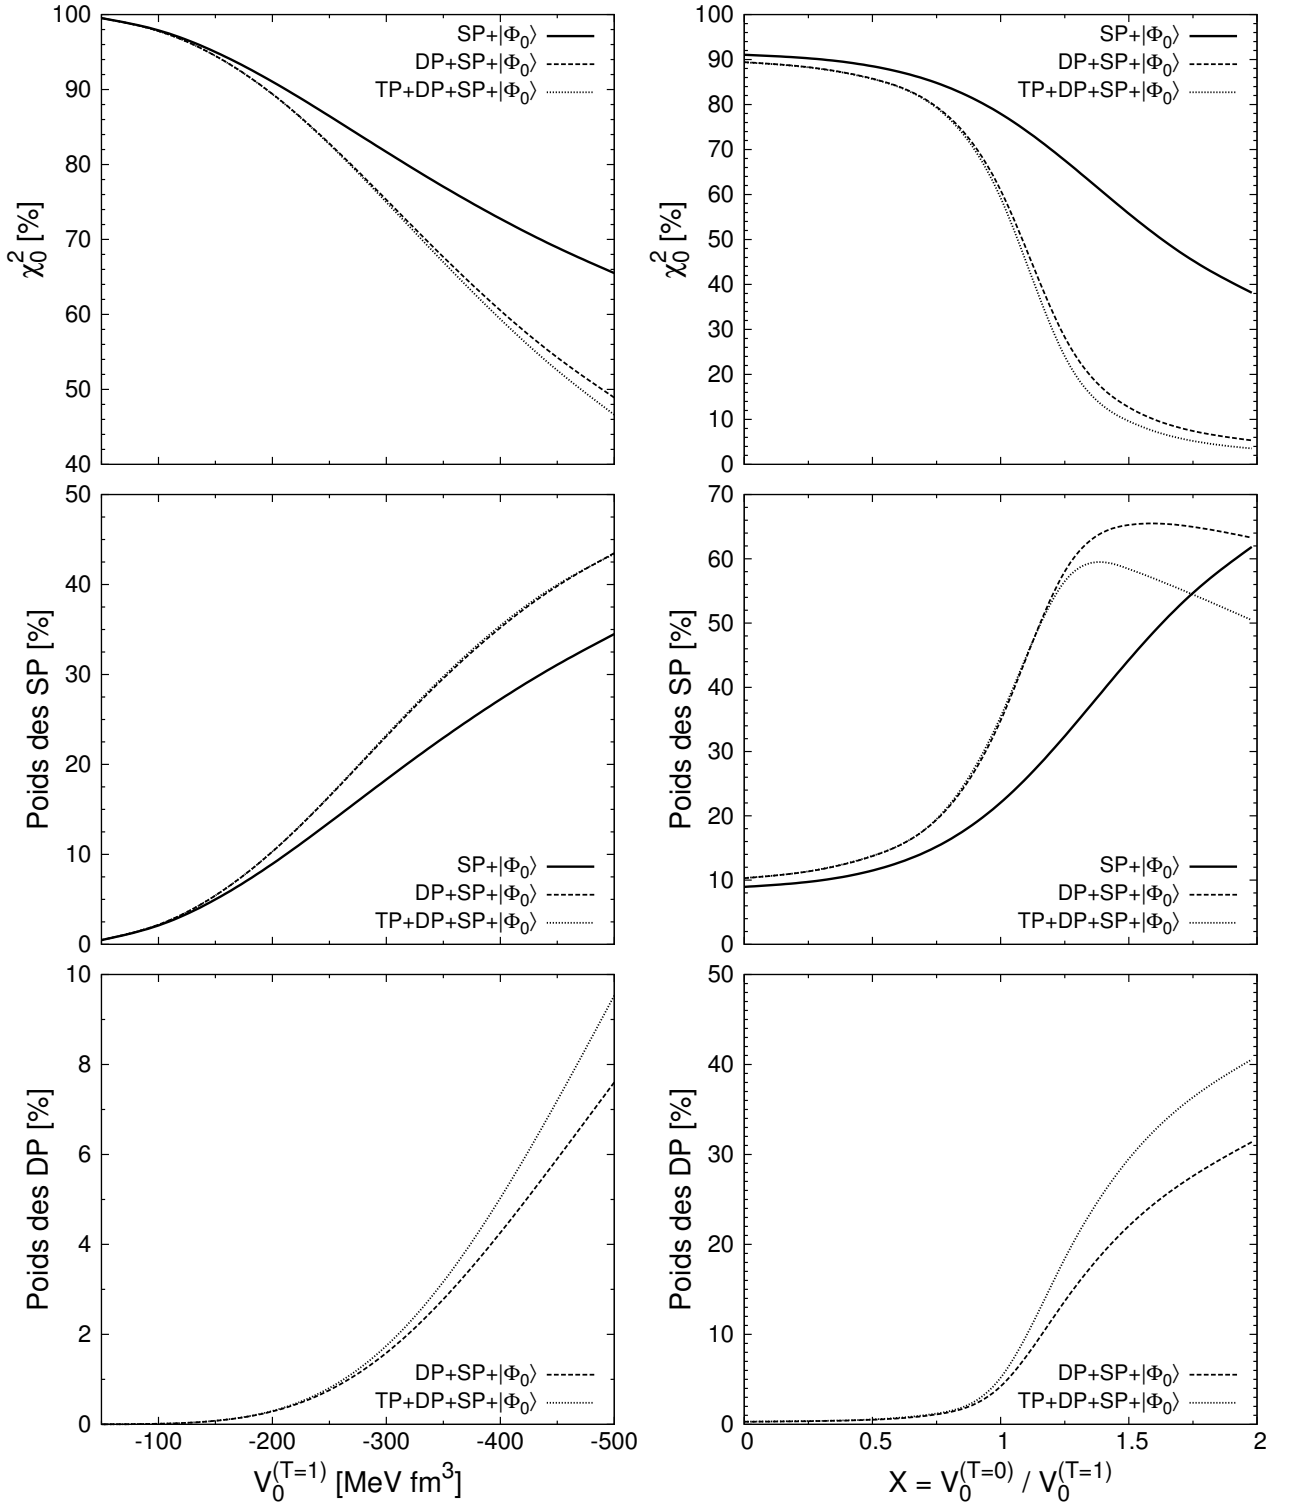 100
90
80
70
60
50
40
χ₀² [%]
SP+|Φ₀⟩
DP+SP+|Φ₀⟩
TP+DP+SP+|Φ₀⟩
100
90
80
70
60
50
40
30
20
10
0
χ₀² [%]
SP+|Φ₀⟩
DP+SP+|Φ₀⟩
TP+DP+SP+|Φ₀⟩
50
40
30
20
10
0
Poids des SP [%]
SP+|Φ₀⟩
DP+SP+|Φ₀⟩
TP+DP+SP+|Φ₀⟩
70
60
50
40
30
20
10
0
Poids des SP [%]
SP+|Φ₀⟩
DP+SP+|Φ₀⟩
TP+DP+SP+|Φ₀⟩
10
8
6
4
2
0
Poids des DP [%]
DP+SP+|Φ₀⟩
TP+DP+SP+|Φ₀⟩
-100 -200 -300 -400 -500
V₀^(T=1) [MeV fm³]
50
40
30
20
10
0
Poids des DP [%]
DP+SP+|Φ₀⟩
TP+DP+SP+|Φ₀⟩
0 0.5 1 1.5 2
X = V₀^(T=0) / V₀^(T=1)